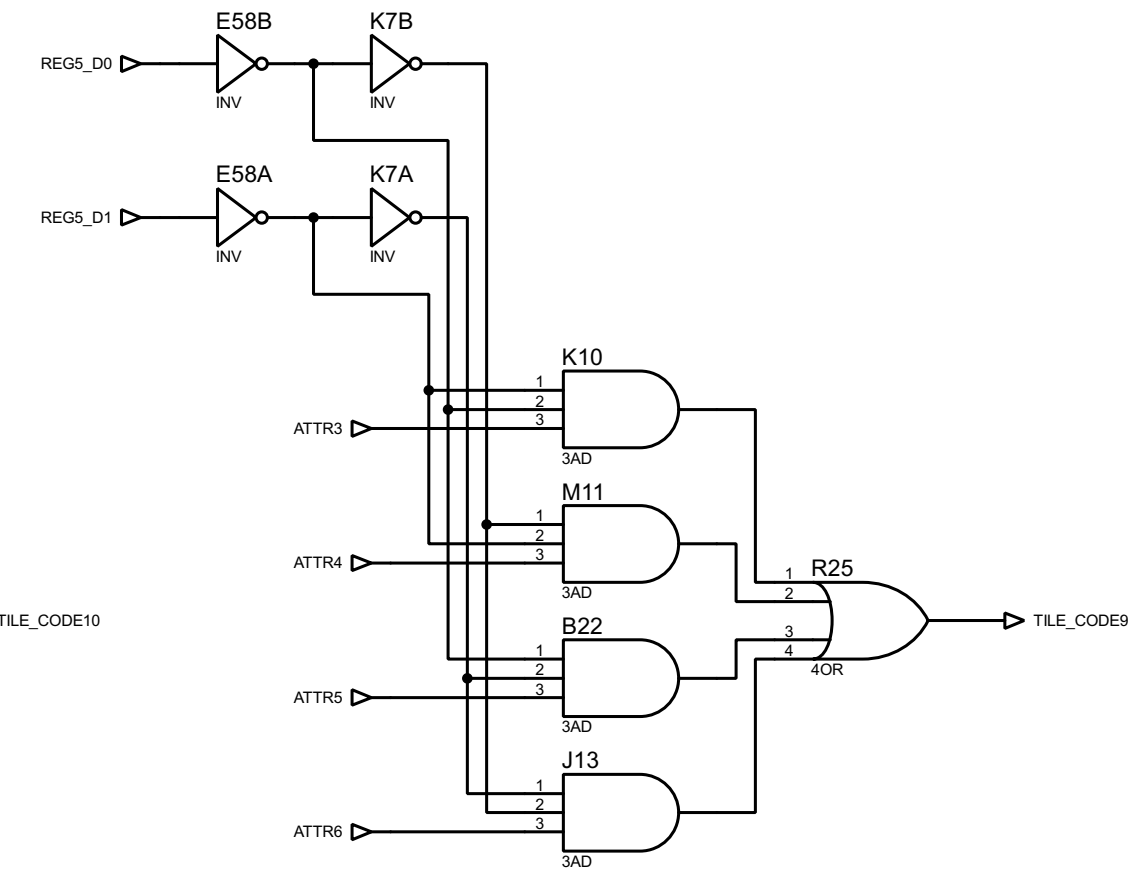 E58B K7B
REG5_D0
INV INV
E58A K7A
REG5_D1
INV INV
K10
1
2
ATTR3 3
3AD
M11
1
2
ATTR4 3
3AD
R25
1
2
3
4
4OR
TILE_CODE10
TILE_CODE9
B22
1
2
ATTR5 3
3AD
J13
1
2
ATTR6 3
3AD